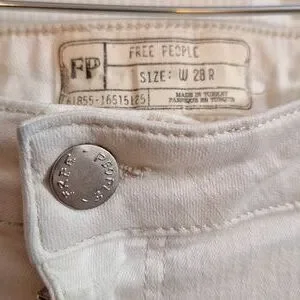 FP
FREE PEOPLE
SIZE: W 28 R
MADE IN TURKEY
FABRIQUE EN TURQUIE
FREE PEOPLE